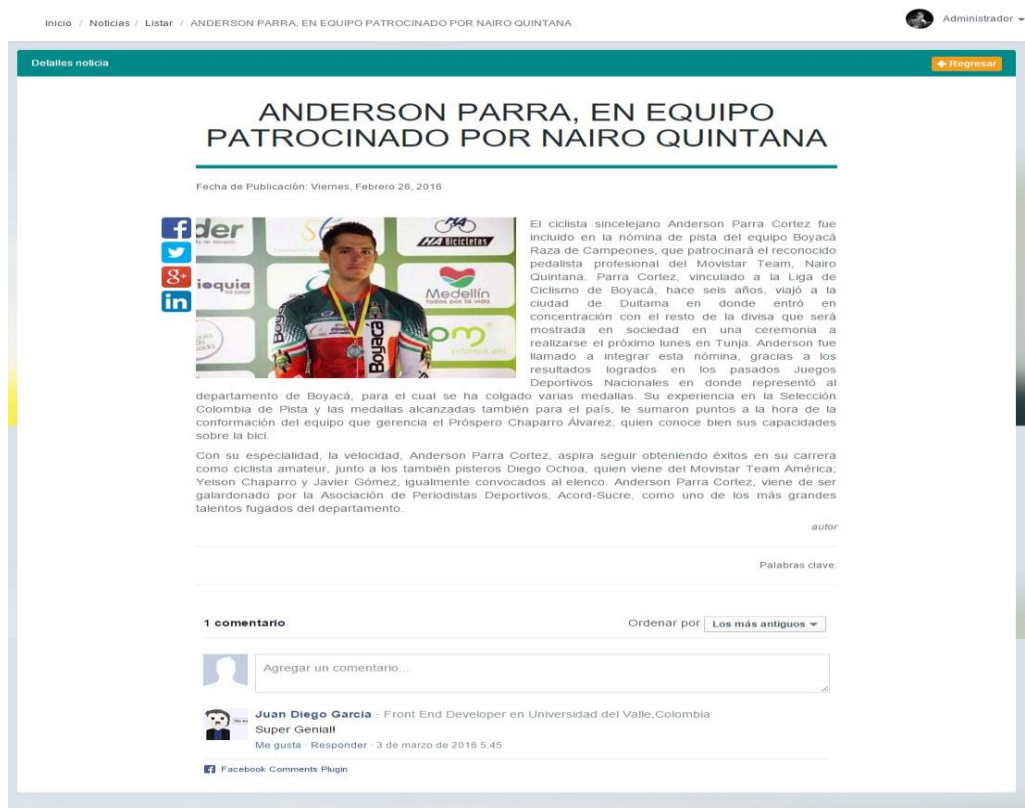 Inicio / Noticias / Listar / ANDERSON PARRA, EN EQUIPO PATROCINADO POR NAIRO QUINTANA
Administrador
Detalles noticia
Regresar
ANDERSON PARRA, EN EQUIPO
PATROCINADO POR NAIRO QUINTANA
Fecha de Publicación: Viernes, Febrero 26, 2016
f
g+
in
der
HA Bicicletas
ioquia
Medellín
todos por la vida
Boyacá
pm
El ciclista sincelejano Anderson Parra Cortez fue
incluido en la nómina de pista del equipo Boyacá
Raza de Campeones, que patrocinará el reconocido
pedalista profesional del Movistar Team, Nairo
Quintana. Parra Cortez, vinculado a la Liga de
Ciclismo de Boyacá, hace seis años, viajó a la
ciudad de Duitama en donde entró en
concentración con el resto de la divisa que será
mostrada en sociedad en una ceremonia a
realizarse el próximo lunes en Tunja. Anderson fue
llamado a integrar esta nómina, gracias a los
resultados logrados en los pasados Juegos
Deportivos Nacionales en donde representó al
departamento de Boyacá, para el cual se ha colgado varias medallas. Su experiencia en la Selección
Colombia de Pista y las medallas alcanzadas también para el país, le sumaron puntos a la hora de la
conformación del equipo que gerencia el Próspero Chaparro Álvarez, quien conoce bien sus capacidades
sobre la bici.
Con su especialidad, la velocidad, Anderson Parra Cortez, aspira seguir obteniendo éxitos en su carrera
como ciclista amateur, junto a los también pisteros Diego Ochoa, quien viene del Movistar Team América;
Yeison Chaparro y Javier Gómez, igualmente convocados al elenco. Anderson Parra Cortez, viene de ser
galardonado por la Asociación de Periodistas Deportivos, Acord-Sucre, como uno de los más grandes
talentos fugados del departamento.
autor
Palabras clave:
1 comentario
Ordenar por Los más antiguos
Agregar un comentario...
Juan Diego Garcia · Front End Developer en Universidad del Valle,Colombia
Super Genial!
Me gusta · Responder · 3 de marzo de 2016 5:45
Facebook Comments Plugin